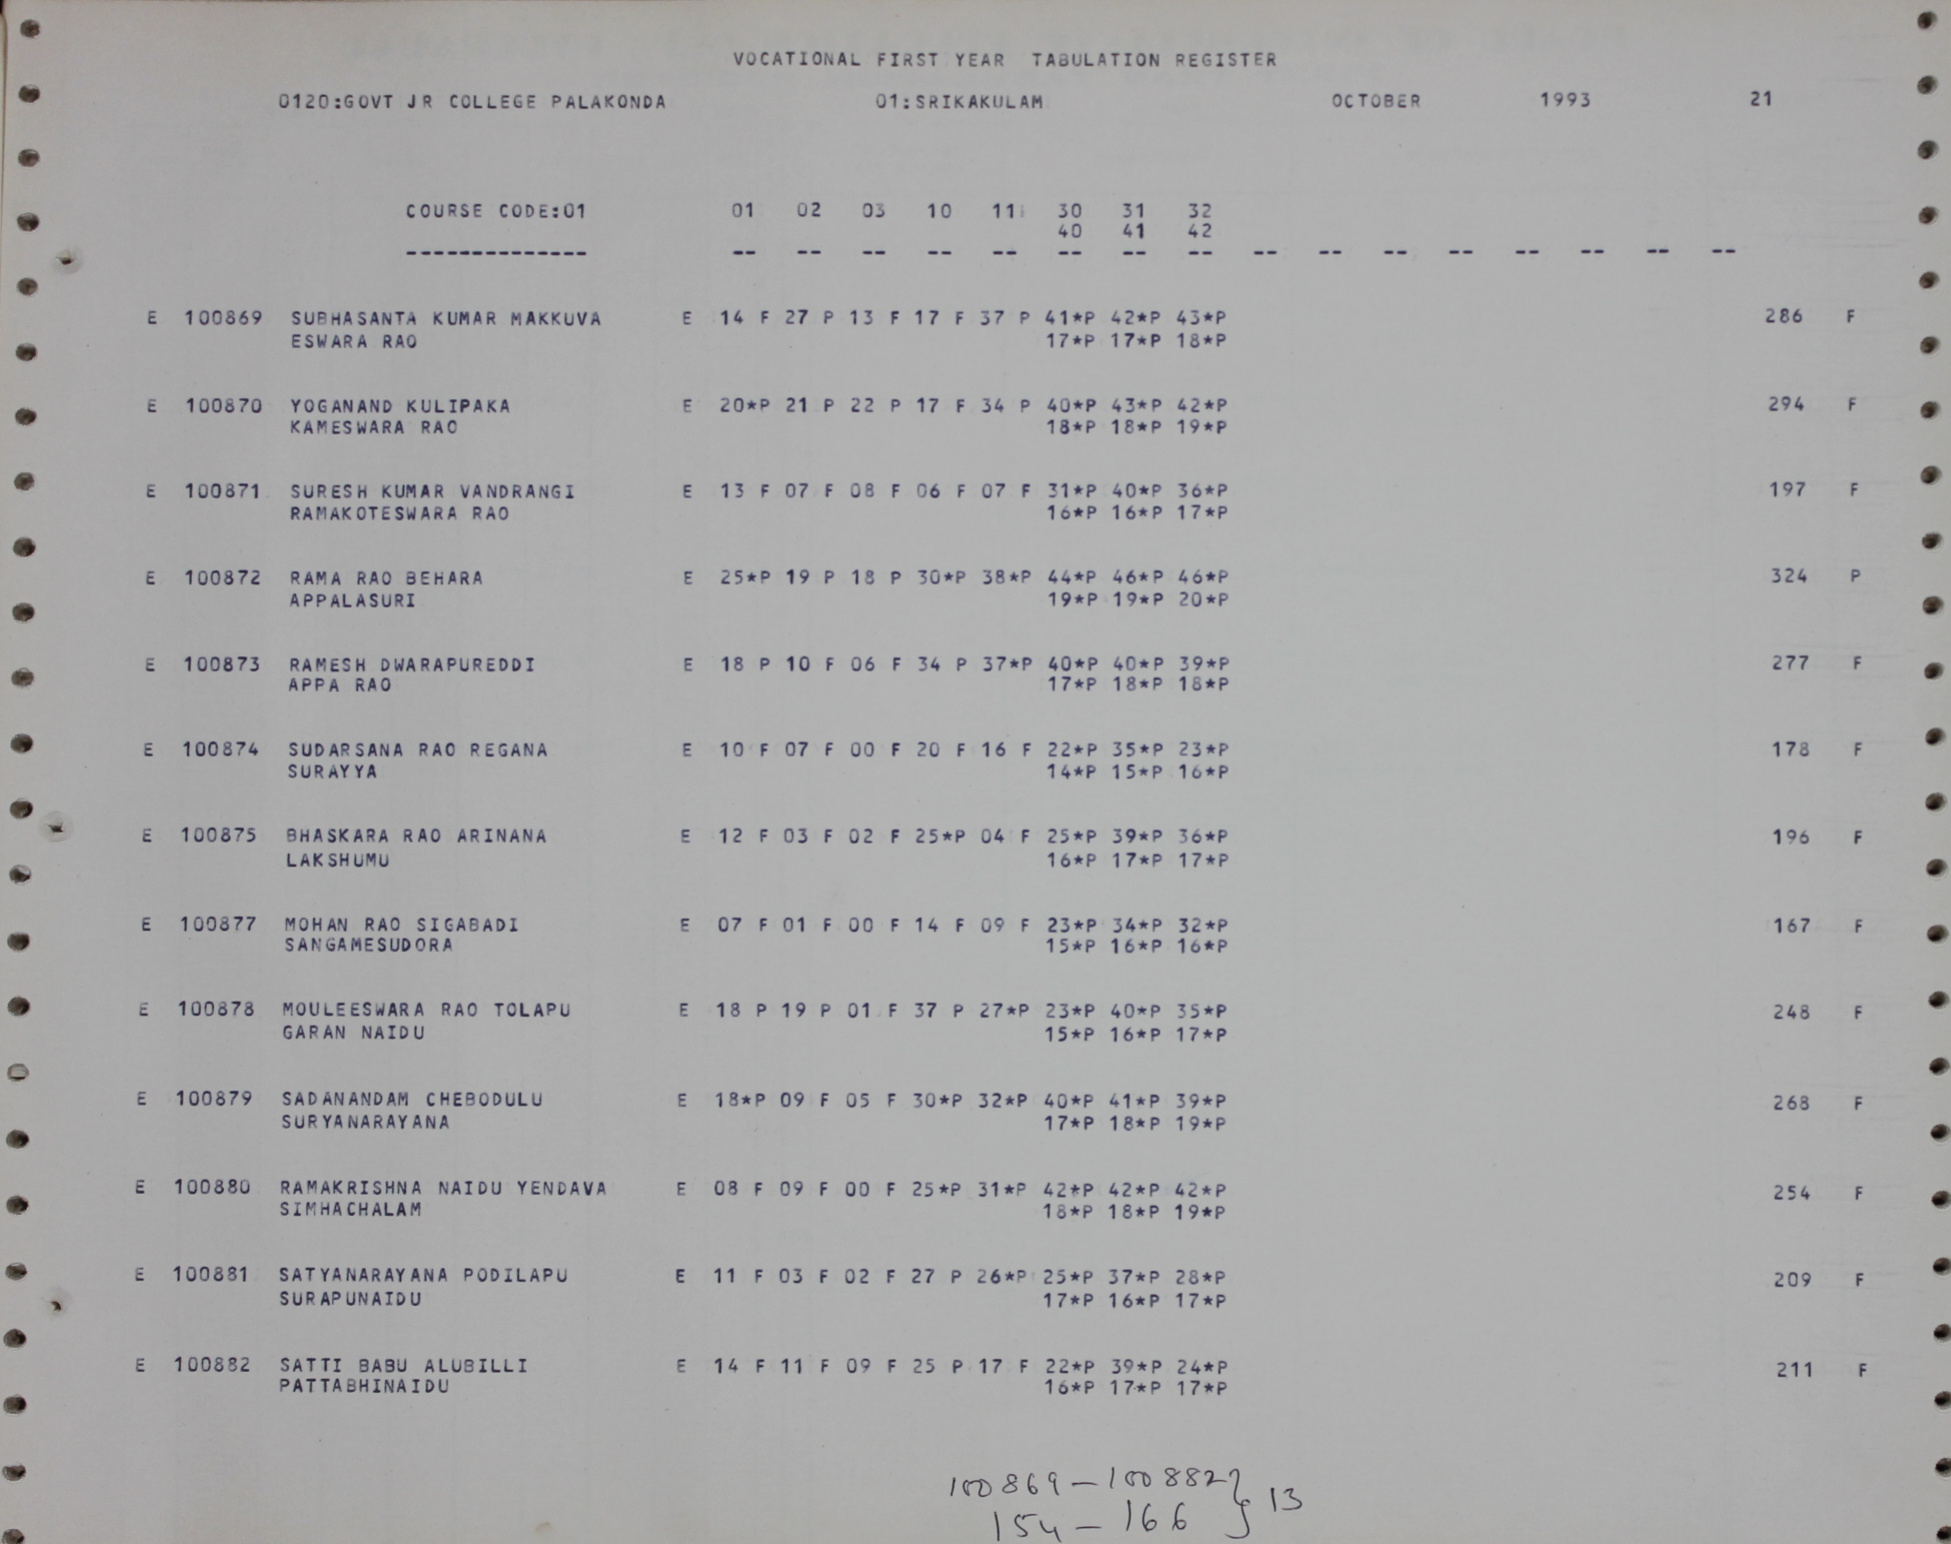 VOCATIONAL FIRST YEAR TABULATION REGISTER
0120:GOVT JR COLLEGE PALAKONDA 01:SRIKAKULAM OCTOBER 1993 21
COURSE CODE:01 01 02 03 10 11 30 31 32
40 41 42
-------------- -- -- -- -- -- -- -- -- -- -- -- -- -- -- -- --
E 100869 SUBHASANTA KUMAR MAKKUVA E 14 F 27 P 13 F 17 F 37 P 41*P 42*P 43*P 286 F
ESWARA RAO 17*P 17*P 18*P
E 100870 YOGANAND KULIPAKA E 20*P 21 P 22 P 17 F 34 P 40*P 43*P 42*P 294 F
KAMESWARA RAO 18*P 18*P 19*P
E 100871 SURESH KUMAR VANDRANGI E 13 F 07 F 08 F 06 F 07 F 31*P 40*P 36*P 197 F
RAMAKOTESWARA RAO 16*P 16*P 17*P
E 100872 RAMA RAO BEHARA E 25*P 19 P 18 P 30*P 38*P 44*P 46*P 46*P 324 P
APPALASURI 19*P 19*P 20*P
E 100873 RAMESH DWARAPUREDDI E 18 P 10 F 06 F 34 P 37*P 40*P 40*P 39*P 277 F
APPA RAO 17*P 18*P 18*P
E 100874 SUDARSANA RAO REGANA E 10 F 07 F 00 F 20 F 16 F 22*P 35*P 23*P 178 F
SURAYYA 14*P 15*P 16*P
E 100875 BHASKARA RAO ARINANA E 12 F 03 F 02 F 25*P 04 F 25*P 39*P 36*P 196 F
LAKSHUMU 16*P 17*P 17*P
E 100877 MOHAN RAO SIGABADI E 07 F 01 F 00 F 14 F 09 F 23*P 34*P 32*P 167 F
SANGAMESUDORA 15*P 16*P 16*P
E 100878 MOULEESWARA RAO TOLAPU E 18 P 19 P 01 F 37 P 27*P 23*P 40*P 35*P 248 F
GARAN NAIDU 15*P 16*P 17*P
E 100879 SADANANDAM CHEBODULU E 18*P 09 F 05 F 30*P 32*P 40*P 41*P 39*P 268 F
SURYANARAYANA 17*P 18*P 19*P
E 100880 RAMAKRISHNA NAIDU YENDAVA E 08 F 09 F 00 F 25*P 31*P 42*P 42*P 42*P 254 F
SIMHACHALAM 18*P 18*P 19*P
E 100881 SATYANARAYANA PODILAPU E 11 F 03 F 02 F 27 P 26*P 25*P 37*P 28*P 209 F
SURAPUNAIDU 17*P 16*P 17*P
E 100882 SATTI BABU ALUBILLI E 14 F 11 F 09 F 25 P 17 F 22*P 39*P 24*P 211 F
PATTABHINAIDU 16*P 17*P 17*P
100869 – 100882 } 13
154 – 166